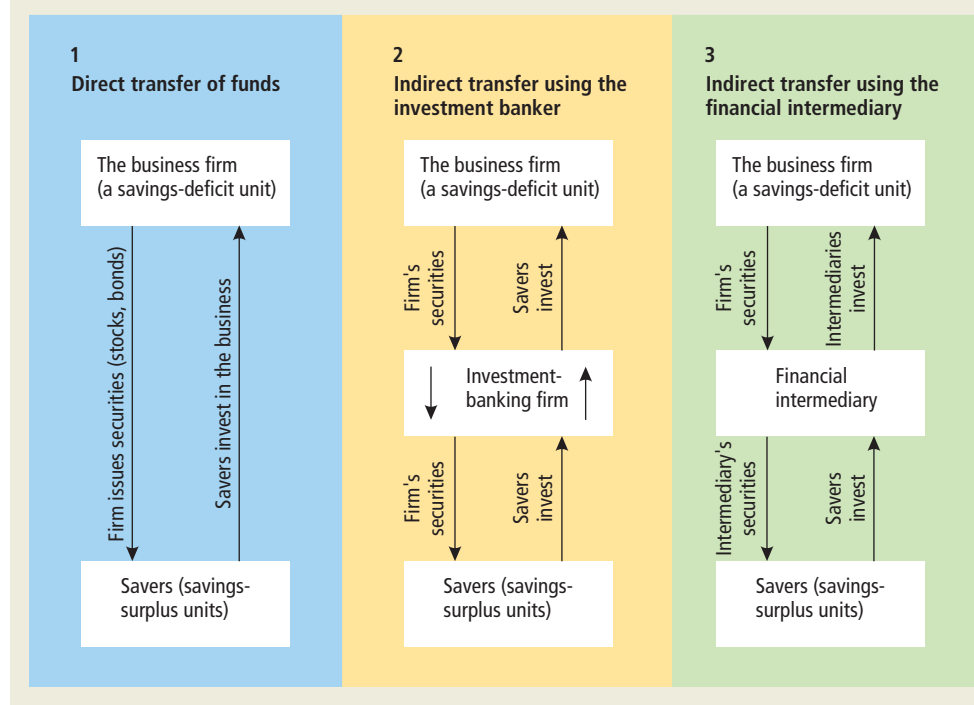 1
Direct transfer of funds
The business firm
(a savings-deficit unit)
Firm issues securities (stocks, bonds)
Savers invest in the business
Savers (savings-
surplus units)
2
Indirect transfer using the
investment banker
The business firm
(a savings-deficit unit)
Firm's
securities
Savers
invest
Investment-
banking firm
Firm's
securities
Savers
invest
Savers (savings-
surplus units)
3
Indirect transfer using the
financial intermediary
The business firm
(a savings-deficit unit)
Firm's
securities
Intermediaries
invest
Financial
intermediary
Intermediary's
securities
Savers
invest
Savers (savings-
surplus units)